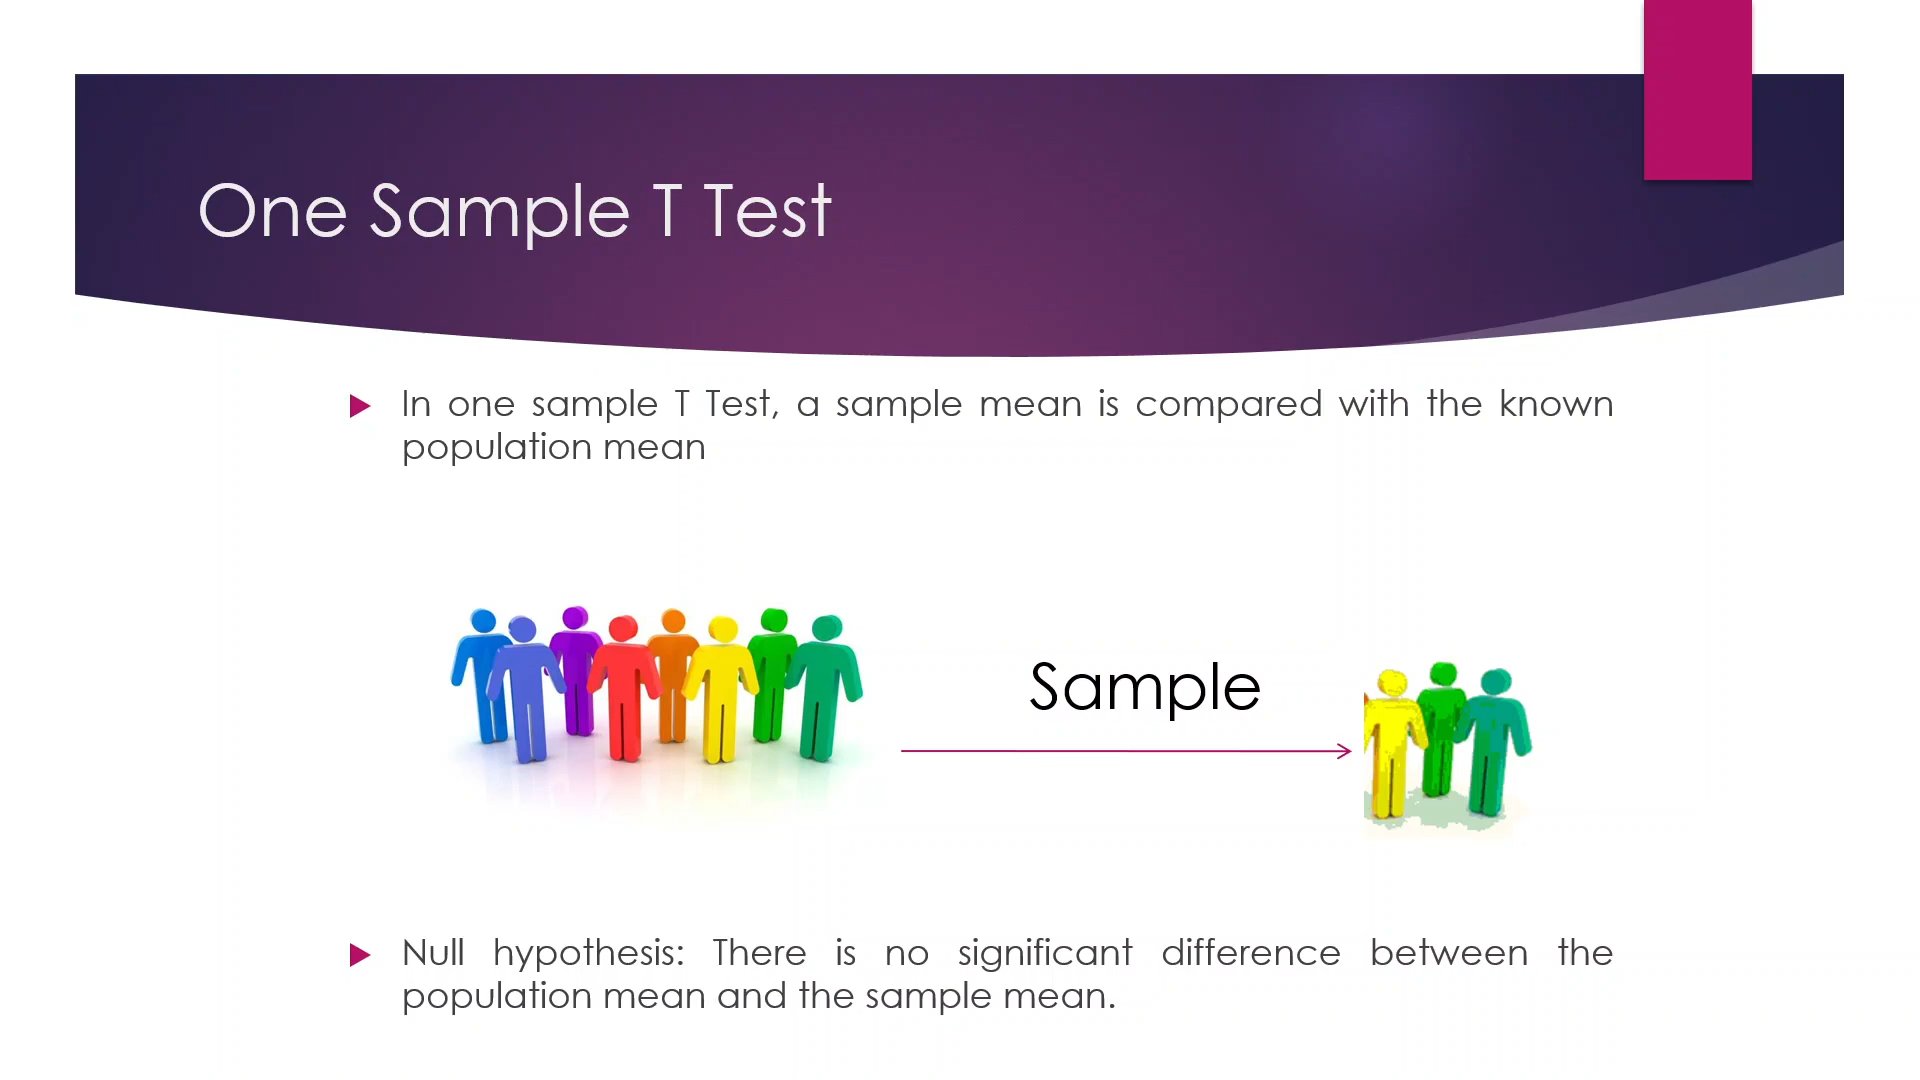 One Sample T Test
In one sample T Test, a sample mean is compared with the known
population mean
Sample
Null hypothesis: There is no significant difference between the
population mean and the sample mean.